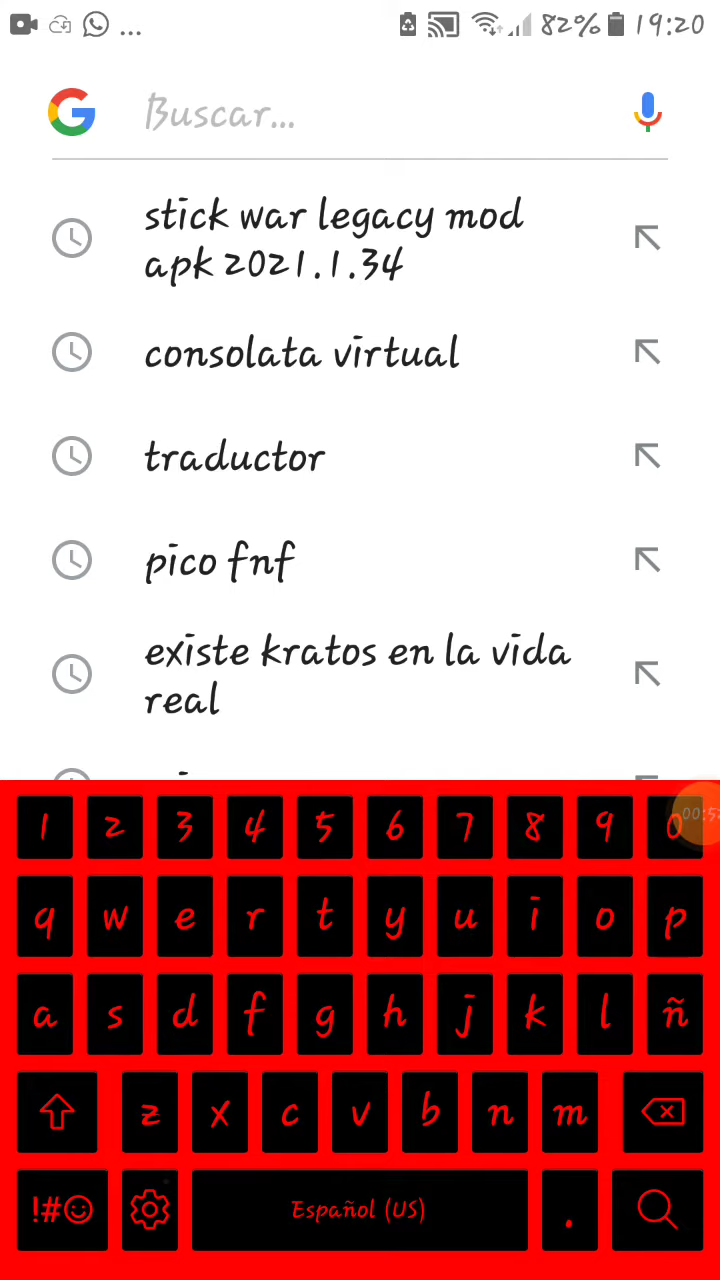 ... 82% 19:20
Buscar...
stick war legacy mod
apk 2021.1.34
consolata virtual
traductor
pico fnf
existe kratos en la vida
real
1 2 3 4 5 6 7 8 9 0
q w e r t y u i o p
a s d f g h j k l ñ
z x c v b n m
!# Español (US) .